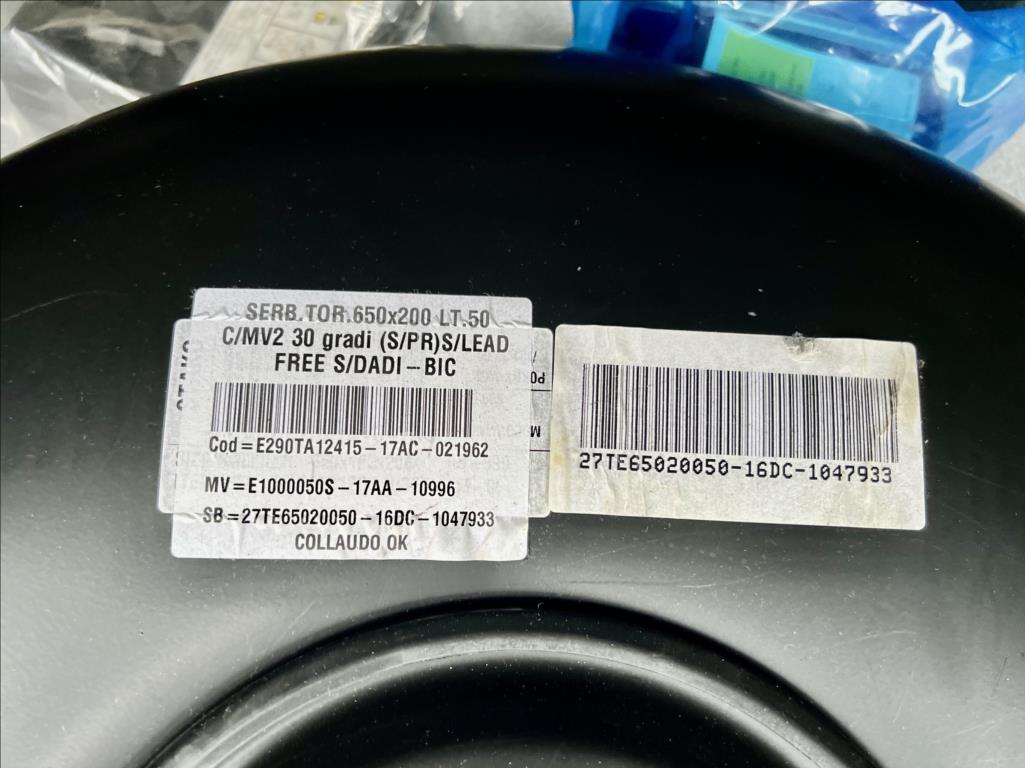 SERB.TOR.650x200 LT.50
C/MV2 30 gradi (S/PR)S/LEAD
FREE S/DADI-BIC
Cod=E290TA12415-17AC-021962
MV=E1000050S-17AA-10996
SB=27TE65020050-16DC-1047933
COLLAUDO OK
27TE65020050-16DC-1047933